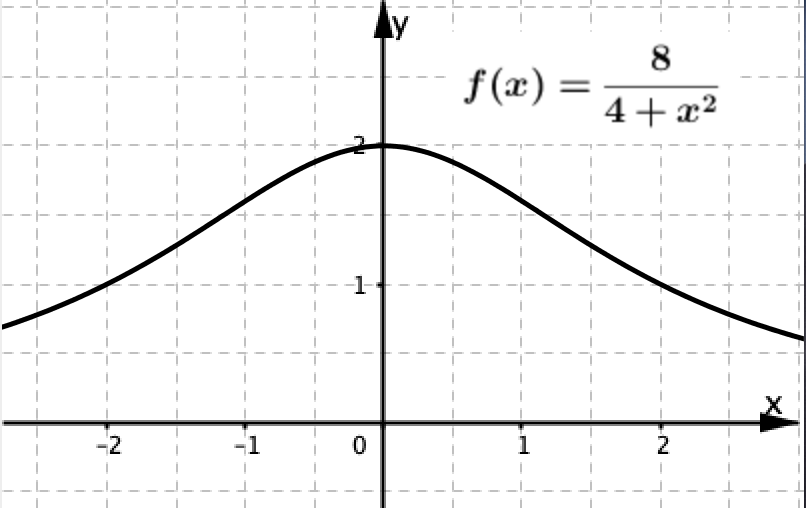 y
f(x) = 8 / (4 + x²)
2
1
x
-2 -1 0 1 2